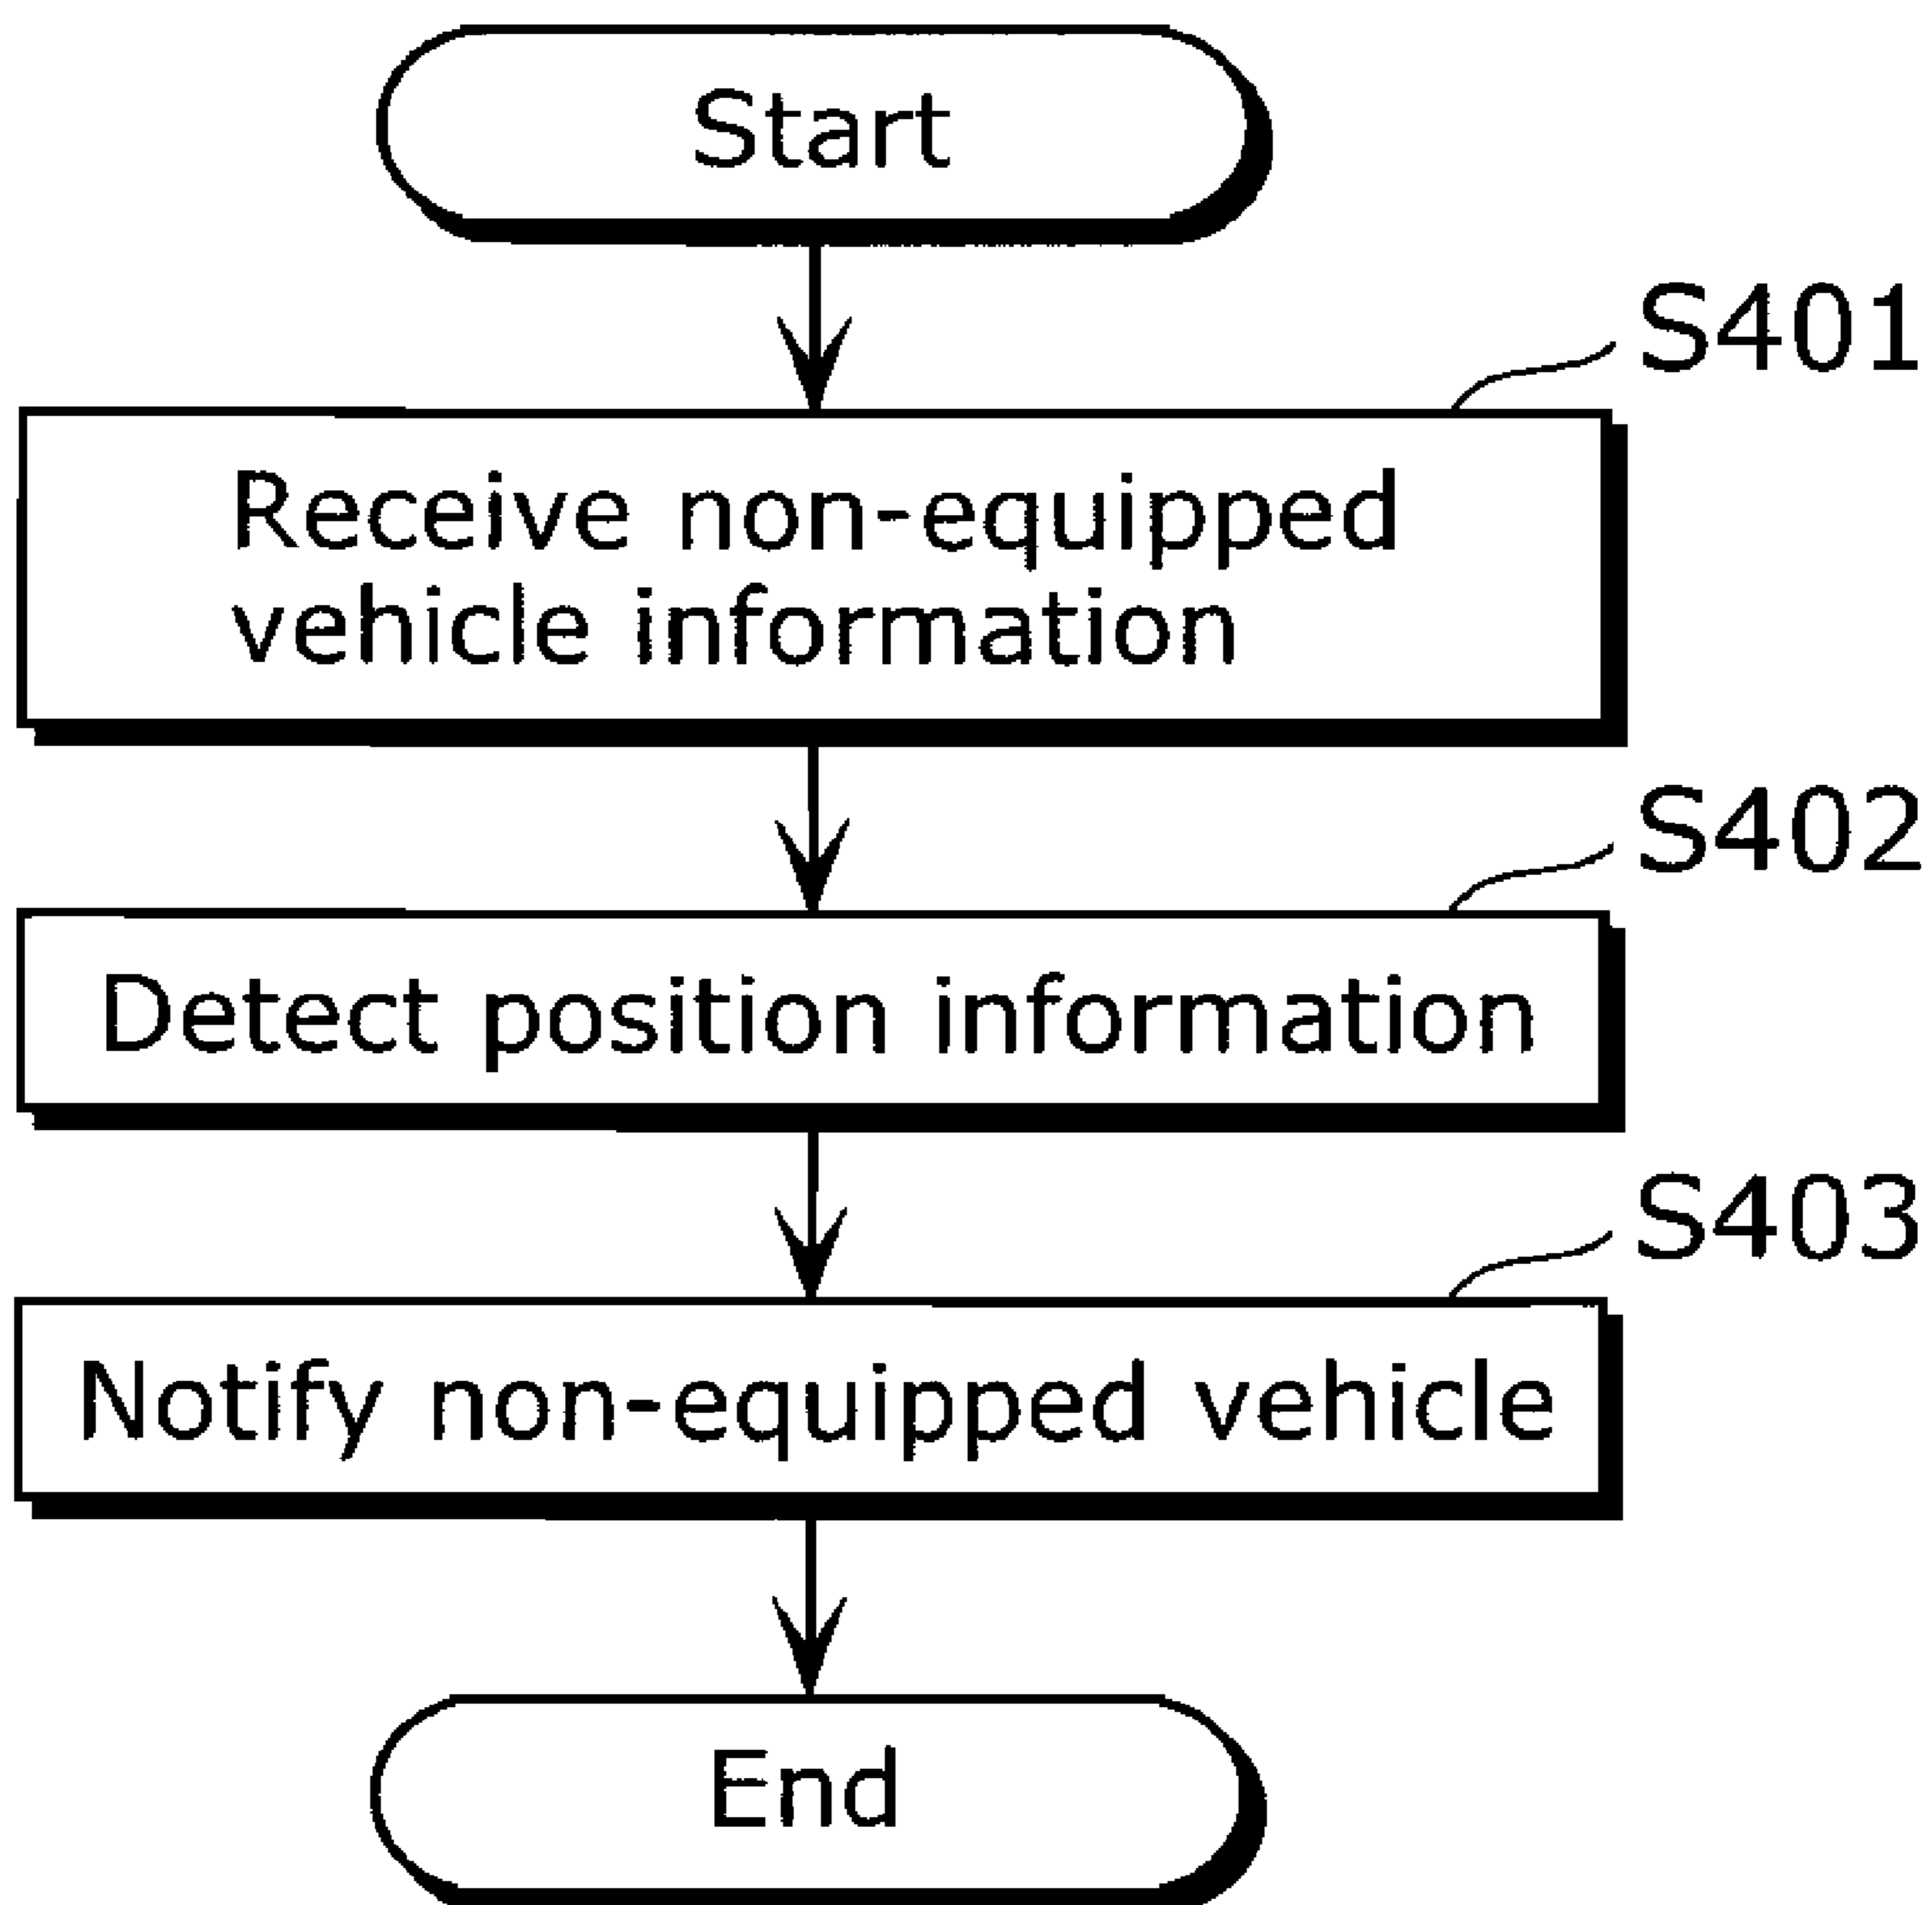 Start
S401
Receive non-equipped
vehicle information
S402
Detect position information
S403
Notify non-equipped vehicle
End